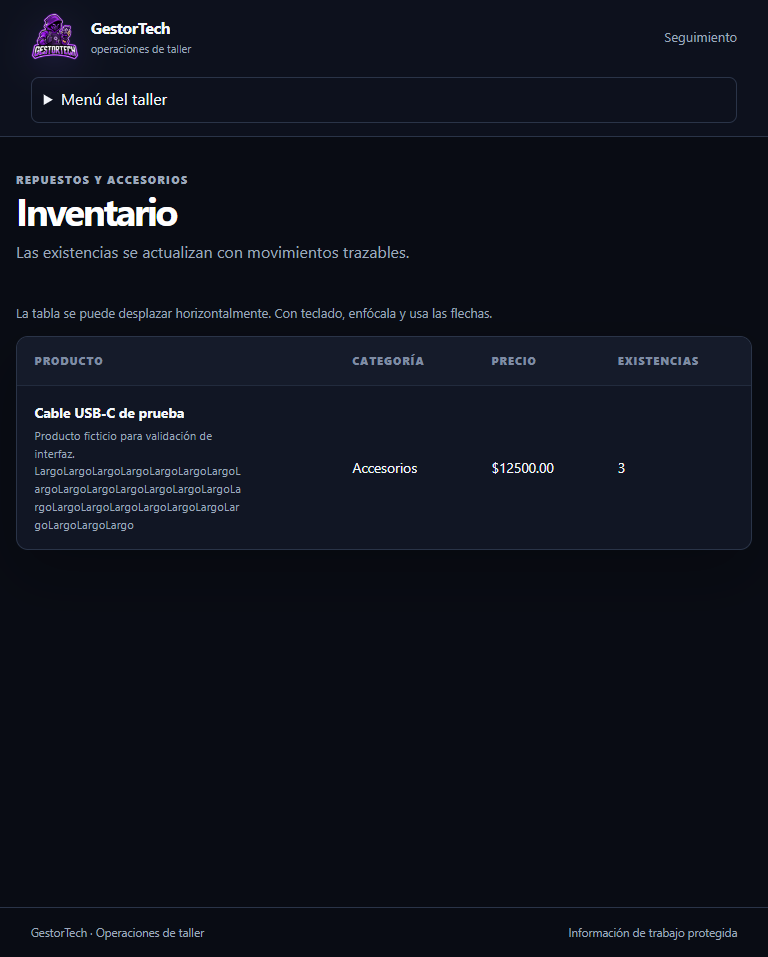 GESTORTECH
GestorTech
operaciones de taller
Seguimiento
▶ Menú del taller
REPUESTOS Y ACCESORIOS
Inventario
Las existencias se actualizan con movimientos trazables.
La tabla se puede desplazar horizontalmente. Con teclado, enfócala y usa las flechas.
PRODUCTO CATEGORÍA PRECIO EXISTENCIAS
Cable USB-C de prueba
Producto ficticio para validación de
interfaz.
LargoLargoLargoLargoLargoLargoLargoL
argoLargoLargoLargoLargoLargoLargoLa
rgoLargoLargoLargoLargoLargoLargoLar
goLargoLargoLargo
Accesorios $12500.00 3
GestorTech · Operaciones de taller
Información de trabajo protegida